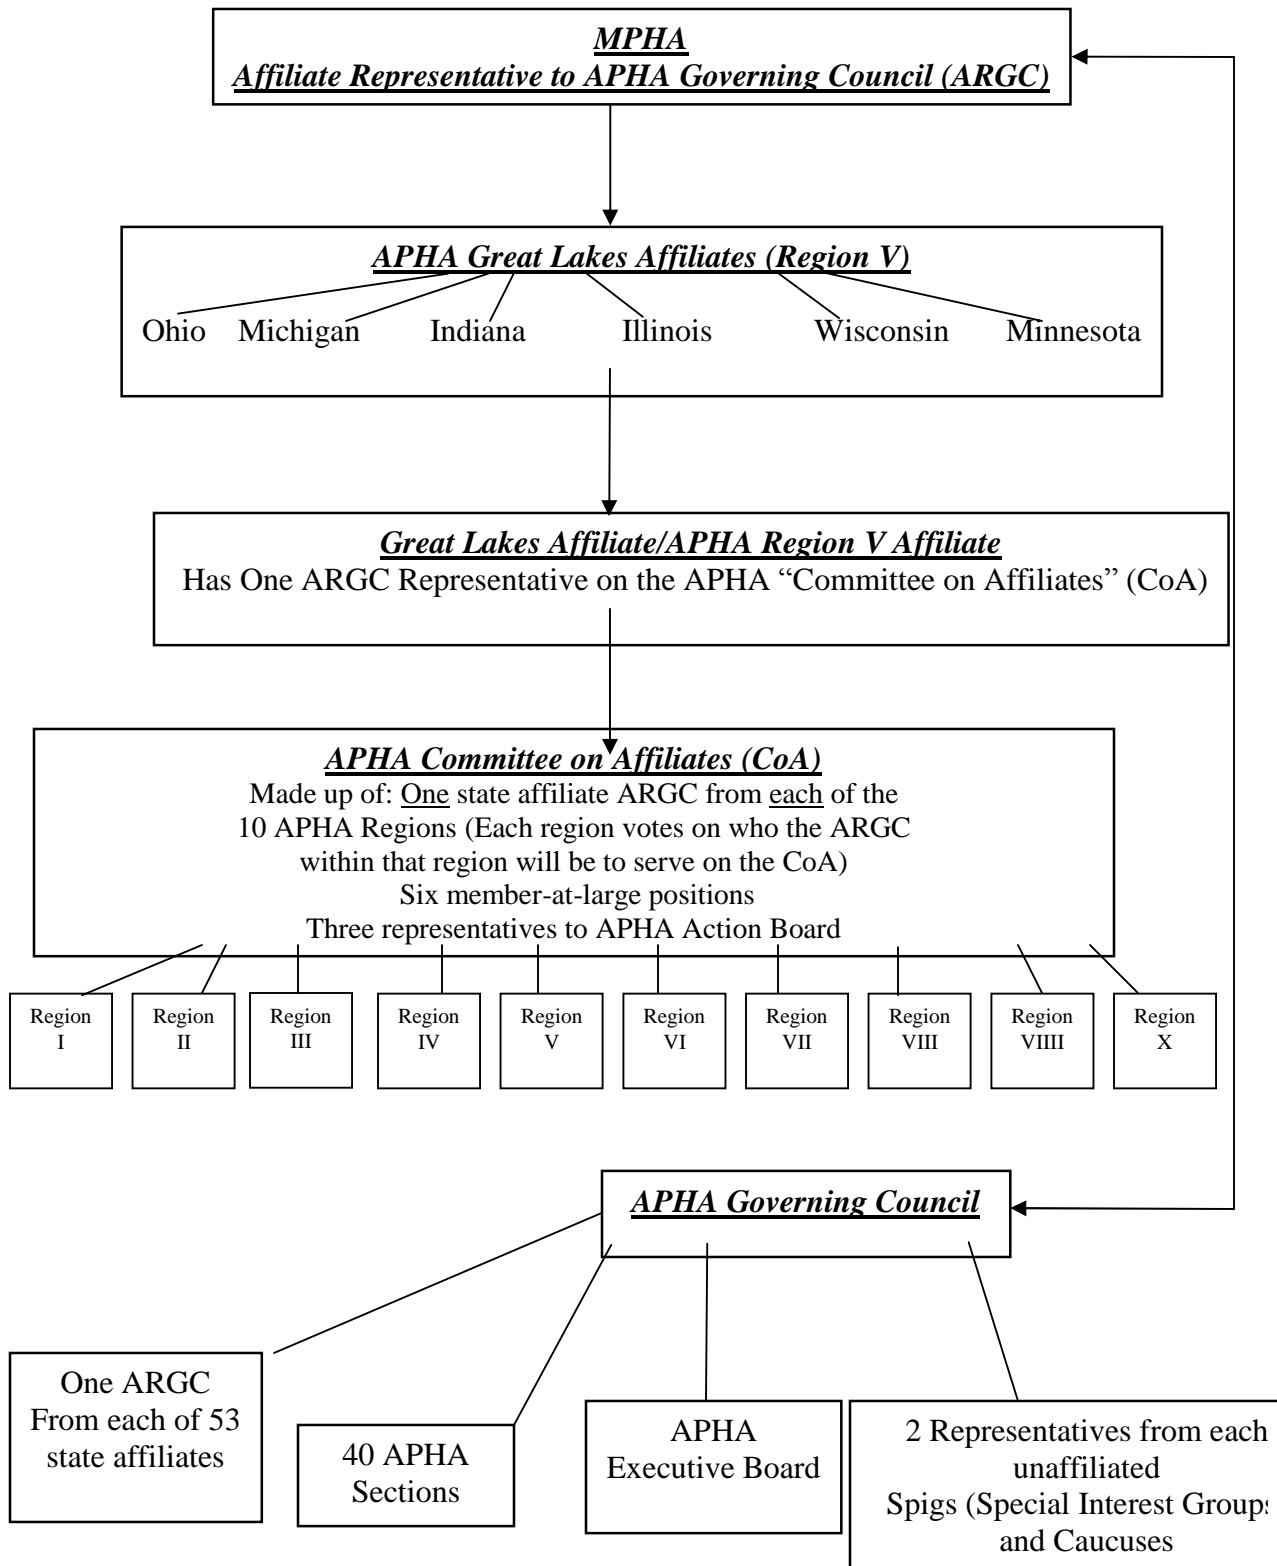 MPHA
Affiliate Representative to APHA Governing Council (ARGC)
APHA Great Lakes Affiliates (Region V)
Ohio Michigan Indiana Illinois Wisconsin Minnesota
Great Lakes Affiliate/APHA Region V Affiliate
Has One ARGC Representative on the APHA “Committee on Affiliates” (CoA)
APHA Committee on Affiliates (CoA)
Made up of: One state affiliate ARGC from each of the
10 APHA Regions (Each region votes on who the ARGC
within that region will be to serve on the CoA)
Six member-at-large positions
Three representatives to APHA Action Board
Region
I
Region
II
Region
III
Region
IV
Region
V
Region
VI
Region
VII
Region
VIII
Region
VIIII
Region
X
APHA Governing Council
One ARGC
From each of 53
state affiliates
40 APHA
Sections
APHA
Executive Board
2 Representatives from each
unaffiliated
Spigs (Special Interest Groups
and Caucuses